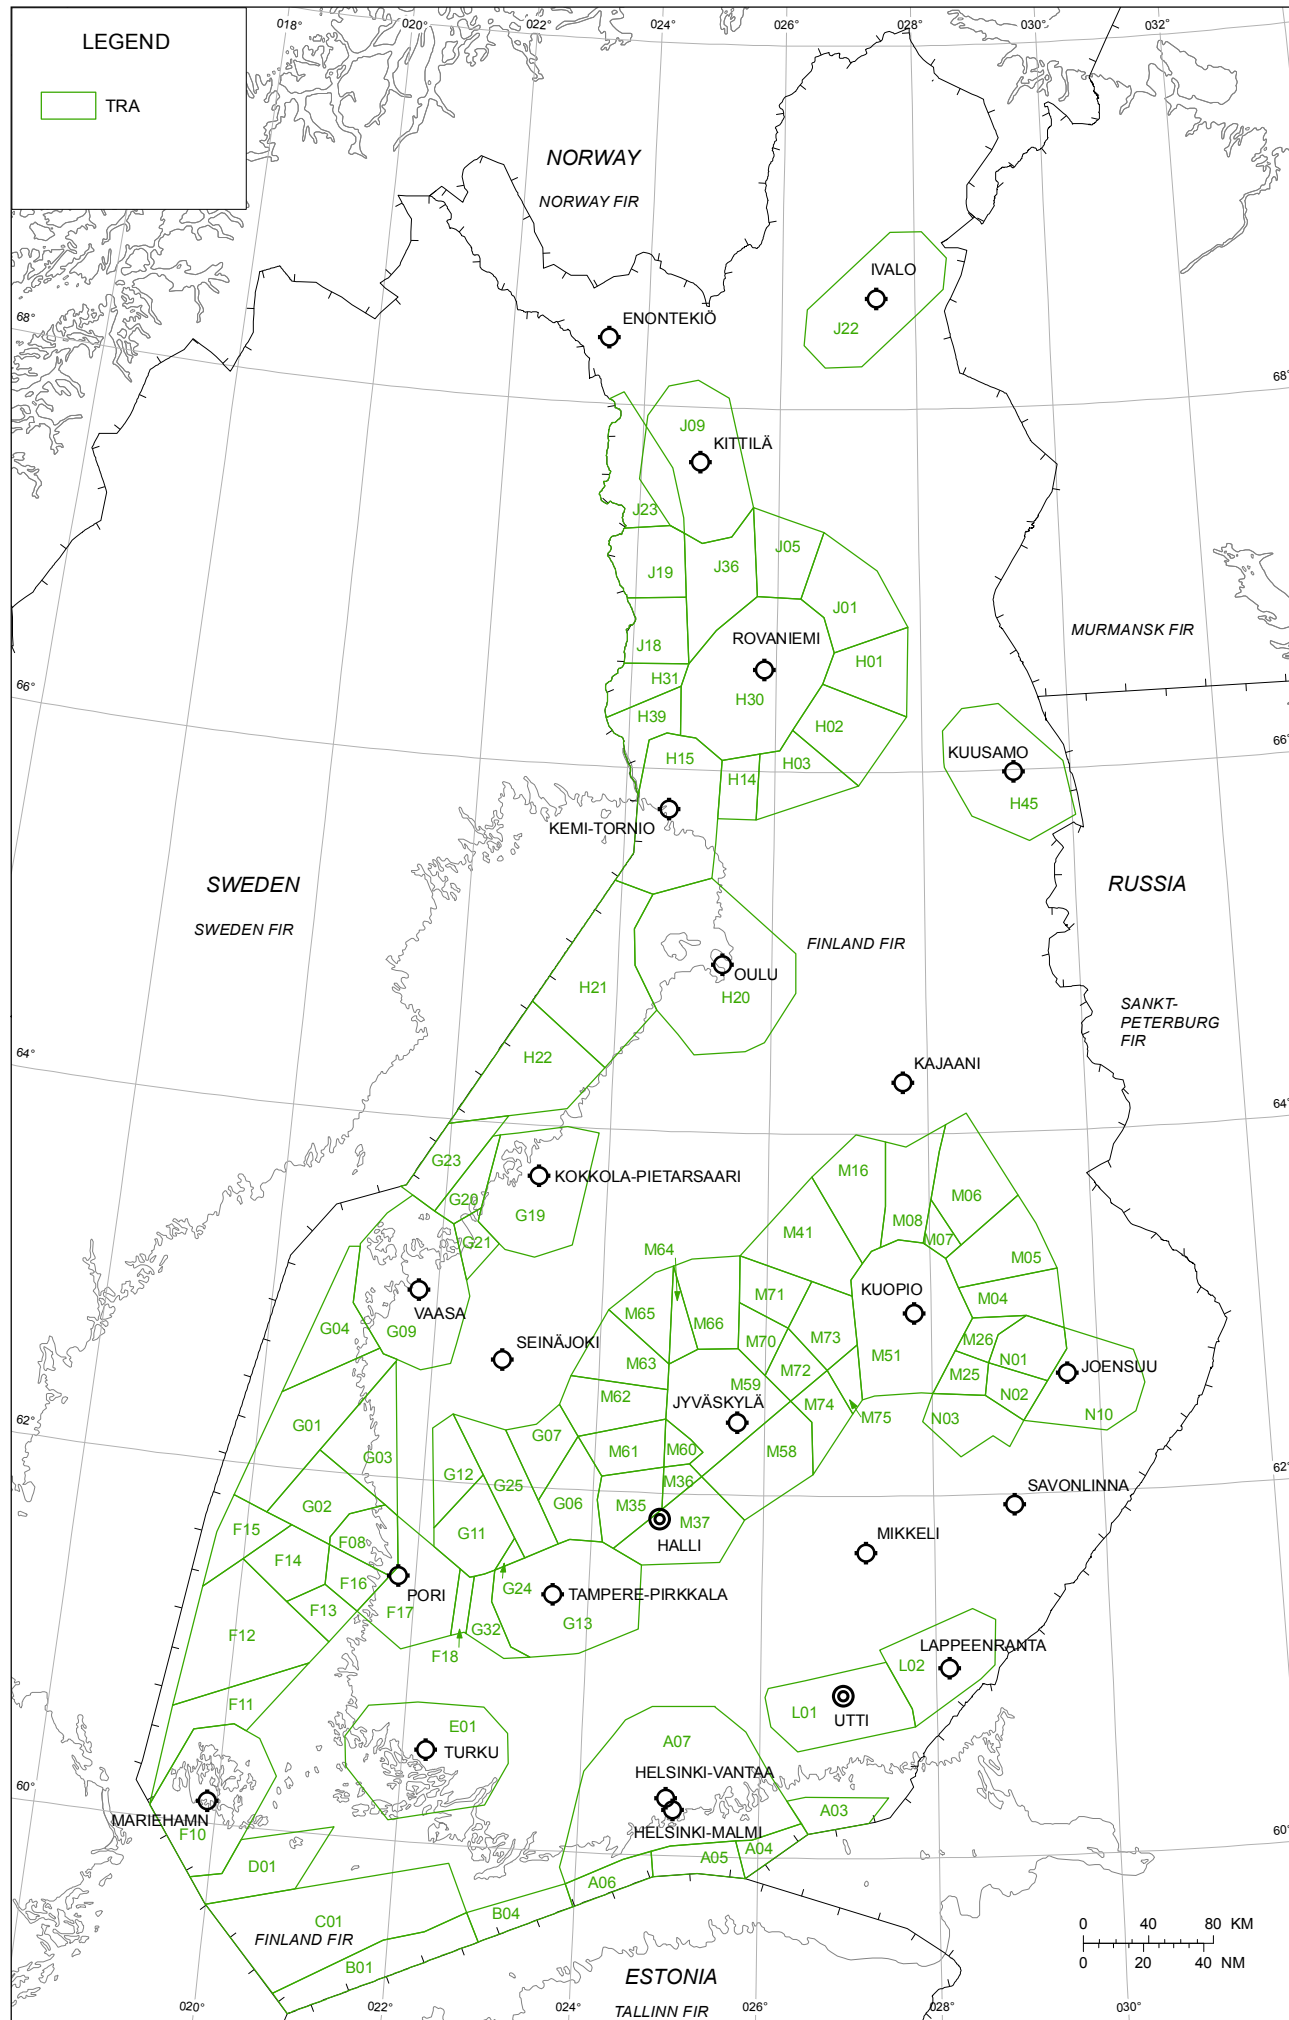 018°
020°
022°
024°
026°
028°
030°
032°
LEGEND
TRA
NORWAY
NORWAY FIR
IVALO
J22
ENONTEKIÖ
68°
68°
J09
KITTILÄ
J23
J05
J36
J19
J01
MURMANSK FIR
ROVANIEMI
J18
H01
H31
H30
66°
H39
H02
66°
KUUSAMO
H15
H03
H14
H45
KEMI-TORNIO
SWEDEN
RUSSIA
SWEDEN FIR
FINLAND FIR
OULU
H21
H20
SANKT-
PETERBURG
FIR
64°
H22
KAJAANI
64°
G23
KOKKOLA-PIETARSAARI
M16
M06
G20
G19
M41
M08
M07
G21
M64
M05
KUOPIO
M71
M04
VAASA
M65
M66
G04
G09
M73
M70
M26
SEINÄJOKI
M63
M72
M51
N01
JOENSUU
M25
M59
M62
JYVÄSKYLÄ
M74
N02
62°
G01
G07
M75
N03
N10
M61
M60
M58
G03
G12
G25
62°
M36
SAVONLINNA
G02
G06
M35
F15
G11
M37
F08
HALLI
MIKKELI
F14
F16
G24
PORI
TAMPERE-PIRKKALA
F13
F17
G13
F12
G32
F18
LAPPEENRANTA
L02
F11
L01
UTTI
E01
A07
TURKU
60°
HELSINKI-VANTAA
MARIEHAMN
A03
F10
HELSINKI-MALMI
60°
D01
A04
A05
A06
C01
B04
0 40 80 KM
FINLAND FIR
0 20 40 NM
B01
ESTONIA
TALLINN FIR
020°
022°
024°
026°
028°
030°